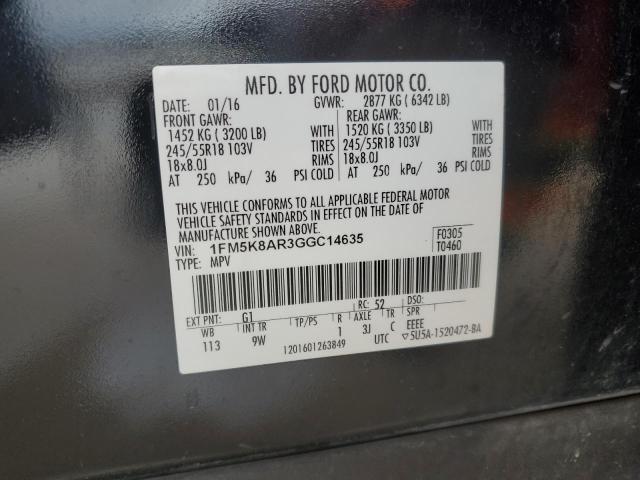 MFD. BY FORD MOTOR CO.
DATE: 01/16 GVWR: 2877 KG ( 6342 LB)
FRONT GAWR: REAR GAWR:
1452 KG ( 3200 LB) WITH 1520 KG ( 3350 LB) WITH
245/55R18 103V TIRES 245/55R18 103V TIRES
18x8.0J RIMS 18x8.0J RIMS
AT 250 kPa/ 36 PSI COLD AT 250 kPa/ 36 PSI COLD
THIS VEHICLE CONFORMS TO ALL APPLICABLE FEDERAL MOTOR
VEHICLE SAFETY STANDARDS IN EFFECT ON THE DATE OF
MANUFACTURE SHOWN ABOVE.
VIN: 1FM5K8AR3GGC14635 F0305
TYPE: MPV T0460
EXT PNT: G1 RC: 52 DSO:
WB INT TR TP/PS R AXLE TR SPR
113 9W 1 3J C EEEE
1201601263849 UTC ▽5U5A-1520472-BA